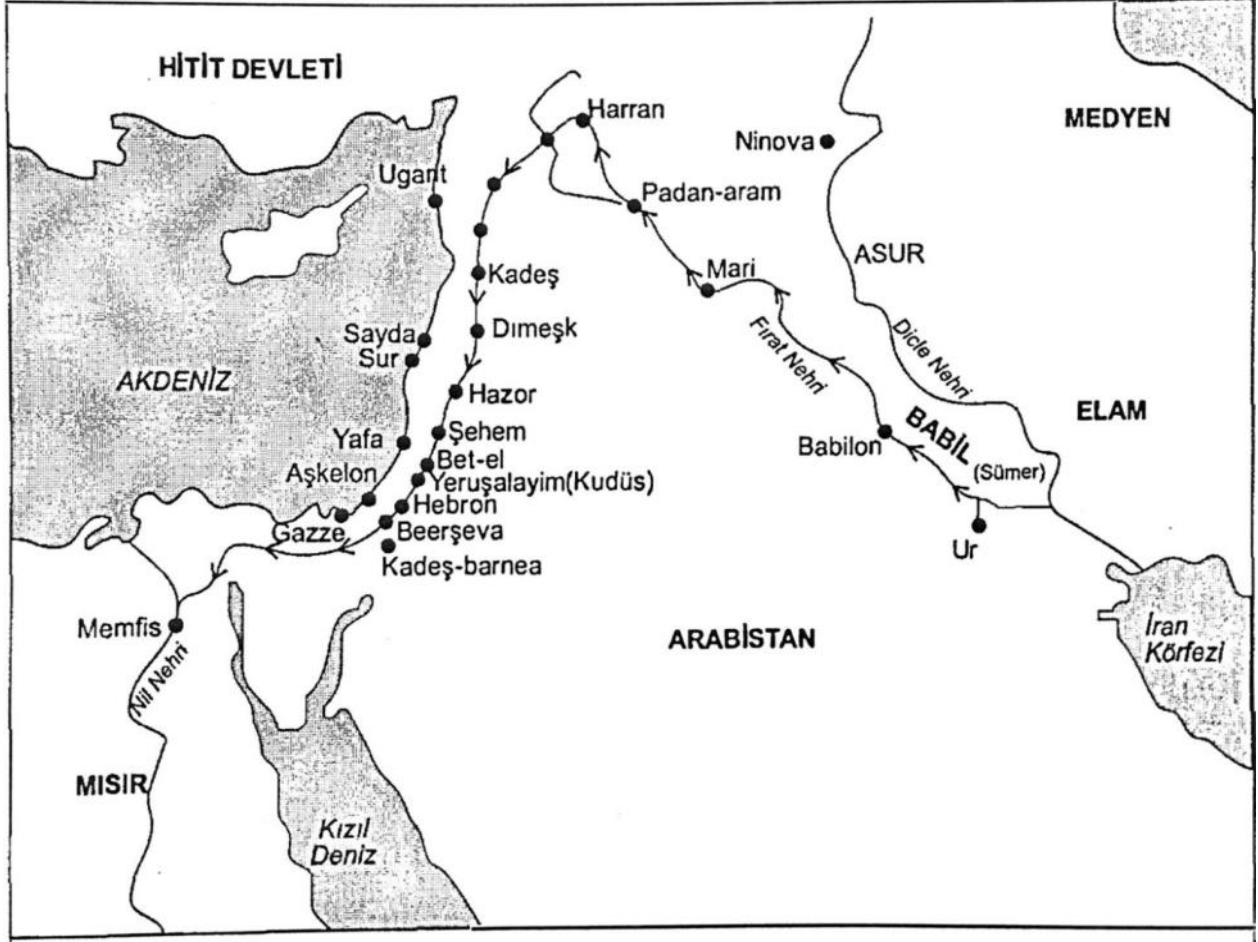 HİTİT DEVLETİ
MEDYEN
Harran
Ninova
Ugant
Padan-aram
ASUR
Kadeş
Mari
Dımeşk
Sayda
Sur
Fırat Nehri
Dicle Nehri
AKDENİZ
Hazor
ELAM
Yafa
Şehem
Babilon
BABİL
(Sümer)
Bet-el
Aşkelon
Yeruşalayim(Kudüs)
Hebron
Gazze
Beerşeva
Ur
Kadeş-barnea
Memfis
ARABİSTAN
İran
Körfezi
Nil Nehri
MISIR
Kızıl
Deniz